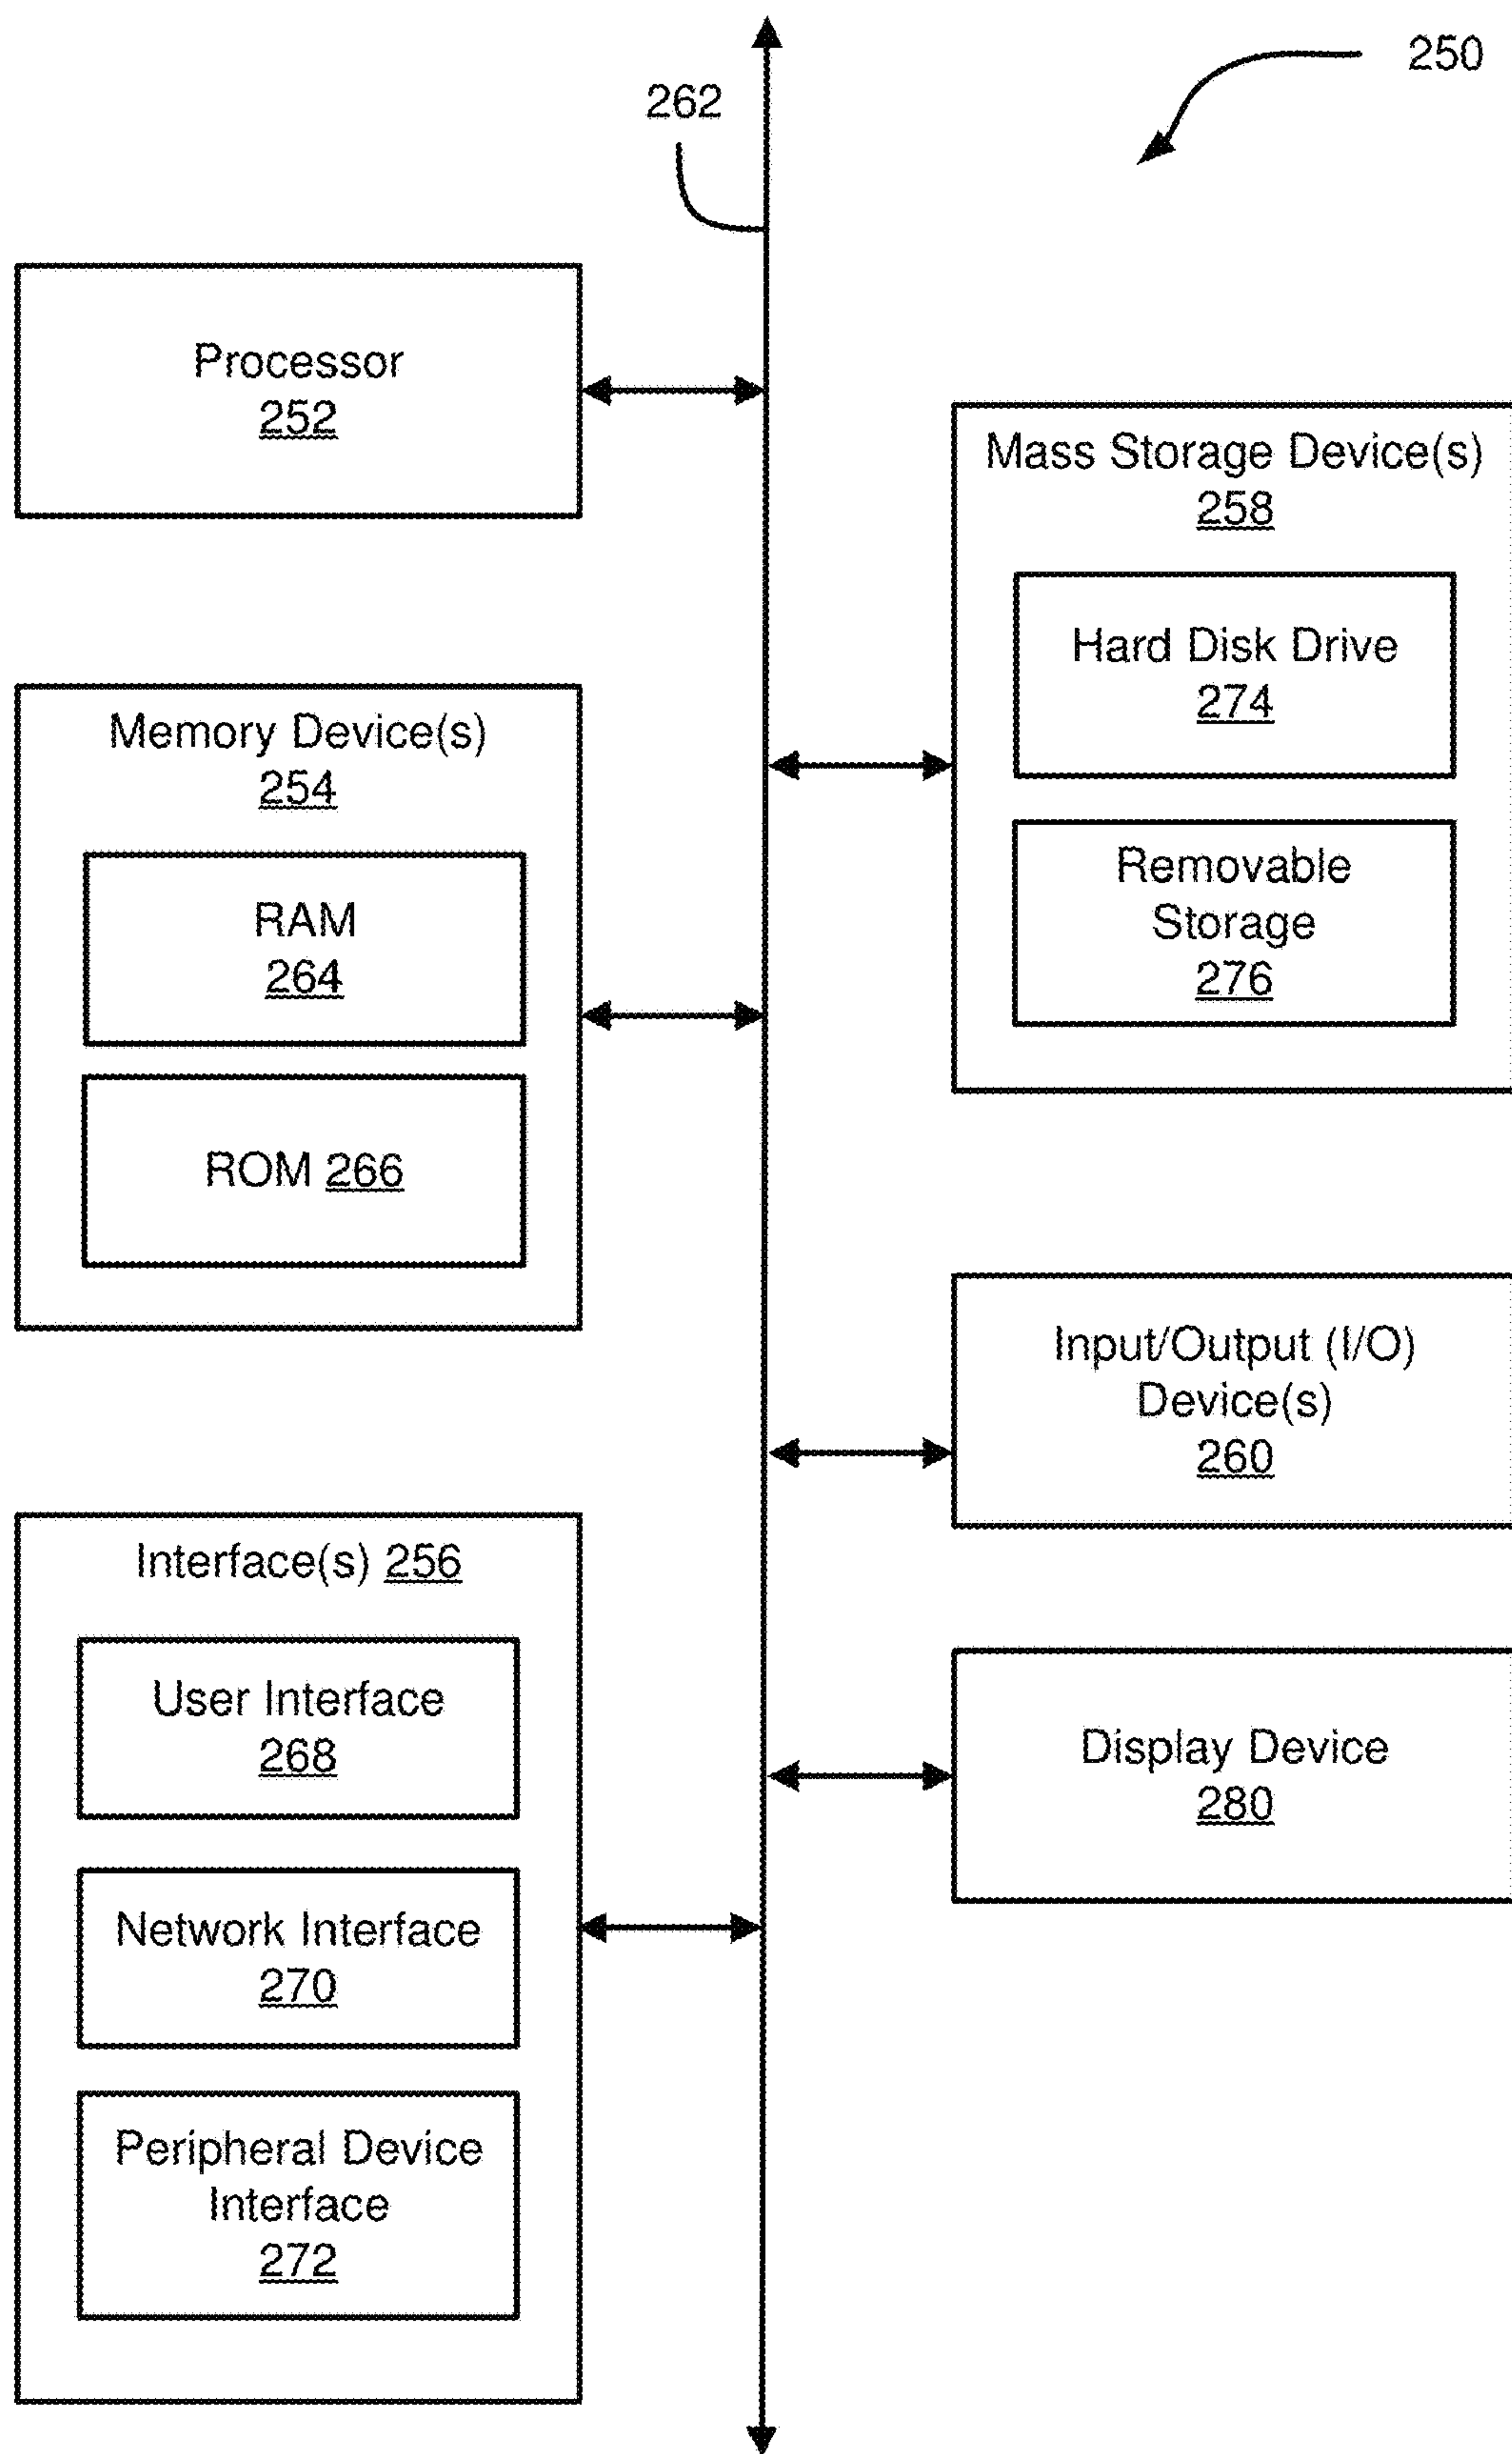 250
262
Processor
252
Mass Storage Device(s)
258
Hard Disk Drive
274
Removable
Storage
276
Memory Device(s)
254
RAM
264
ROM 266
Input/Output (I/O)
Device(s)
260
Interface(s) 256
User Interface
268
Network Interface
270
Peripheral Device
Interface
272
Display Device
280